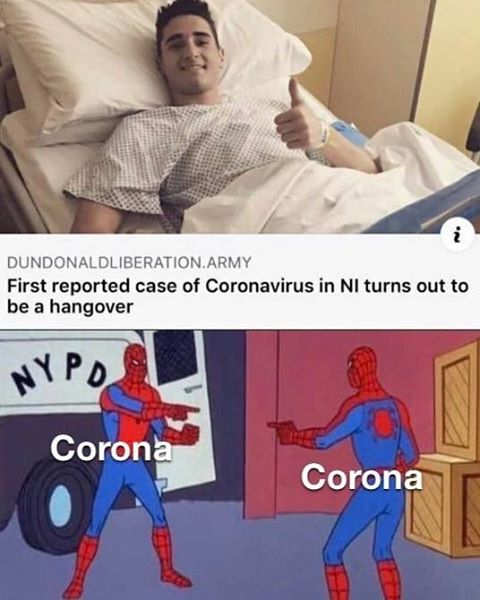 i
DUNDONALDLIBERATION.ARMY
First reported case of Coronavirus in NI turns out to
be a hangover
NYPD
Corona
Corona